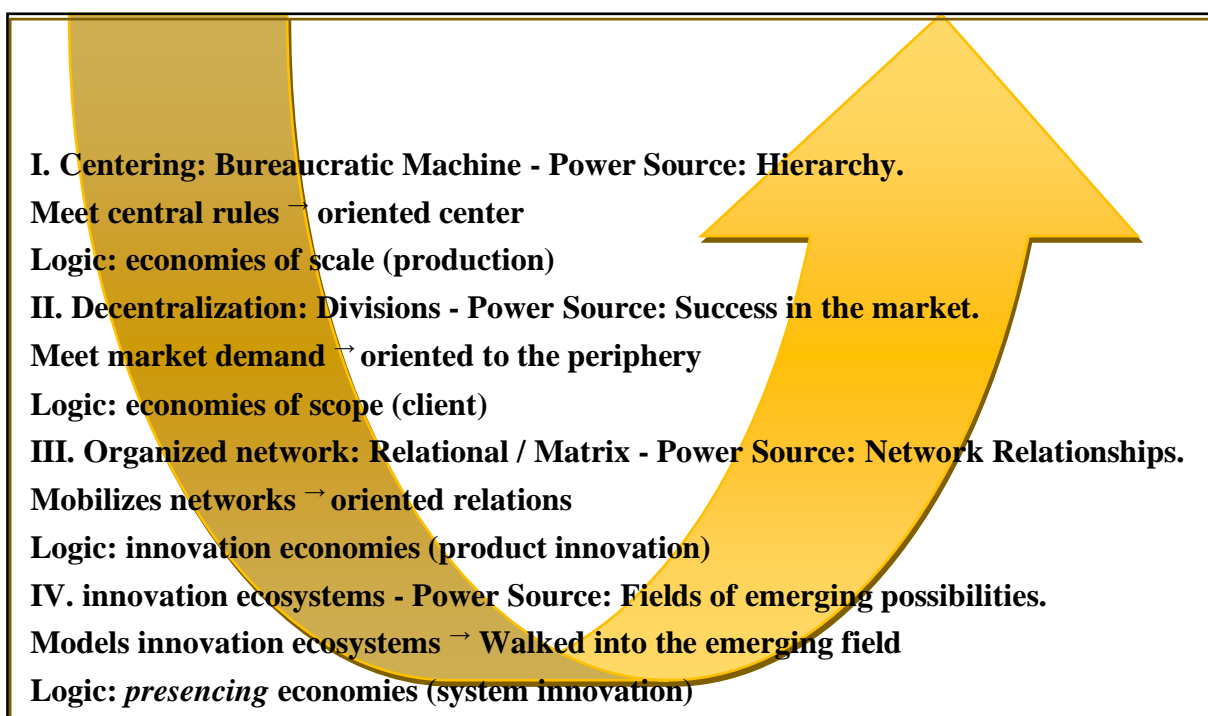 I. Centering: Bureaucratic Machine - Power Source: Hierarchy.
Meet central rules → oriented center
Logic: economies of scale (production)
II. Decentralization: Divisions - Power Source: Success in the market.
Meet market demand → oriented to the periphery
Logic: economies of scope (client)
III. Organized network: Relational / Matrix - Power Source: Network Relationships.
Mobilizes networks → oriented relations
Logic: innovation economies (product innovation)
IV. innovation ecosystems - Power Source: Fields of emerging possibilities.
Models innovation ecosystems → Walked into the emerging field
Logic: presencing economies (system innovation)